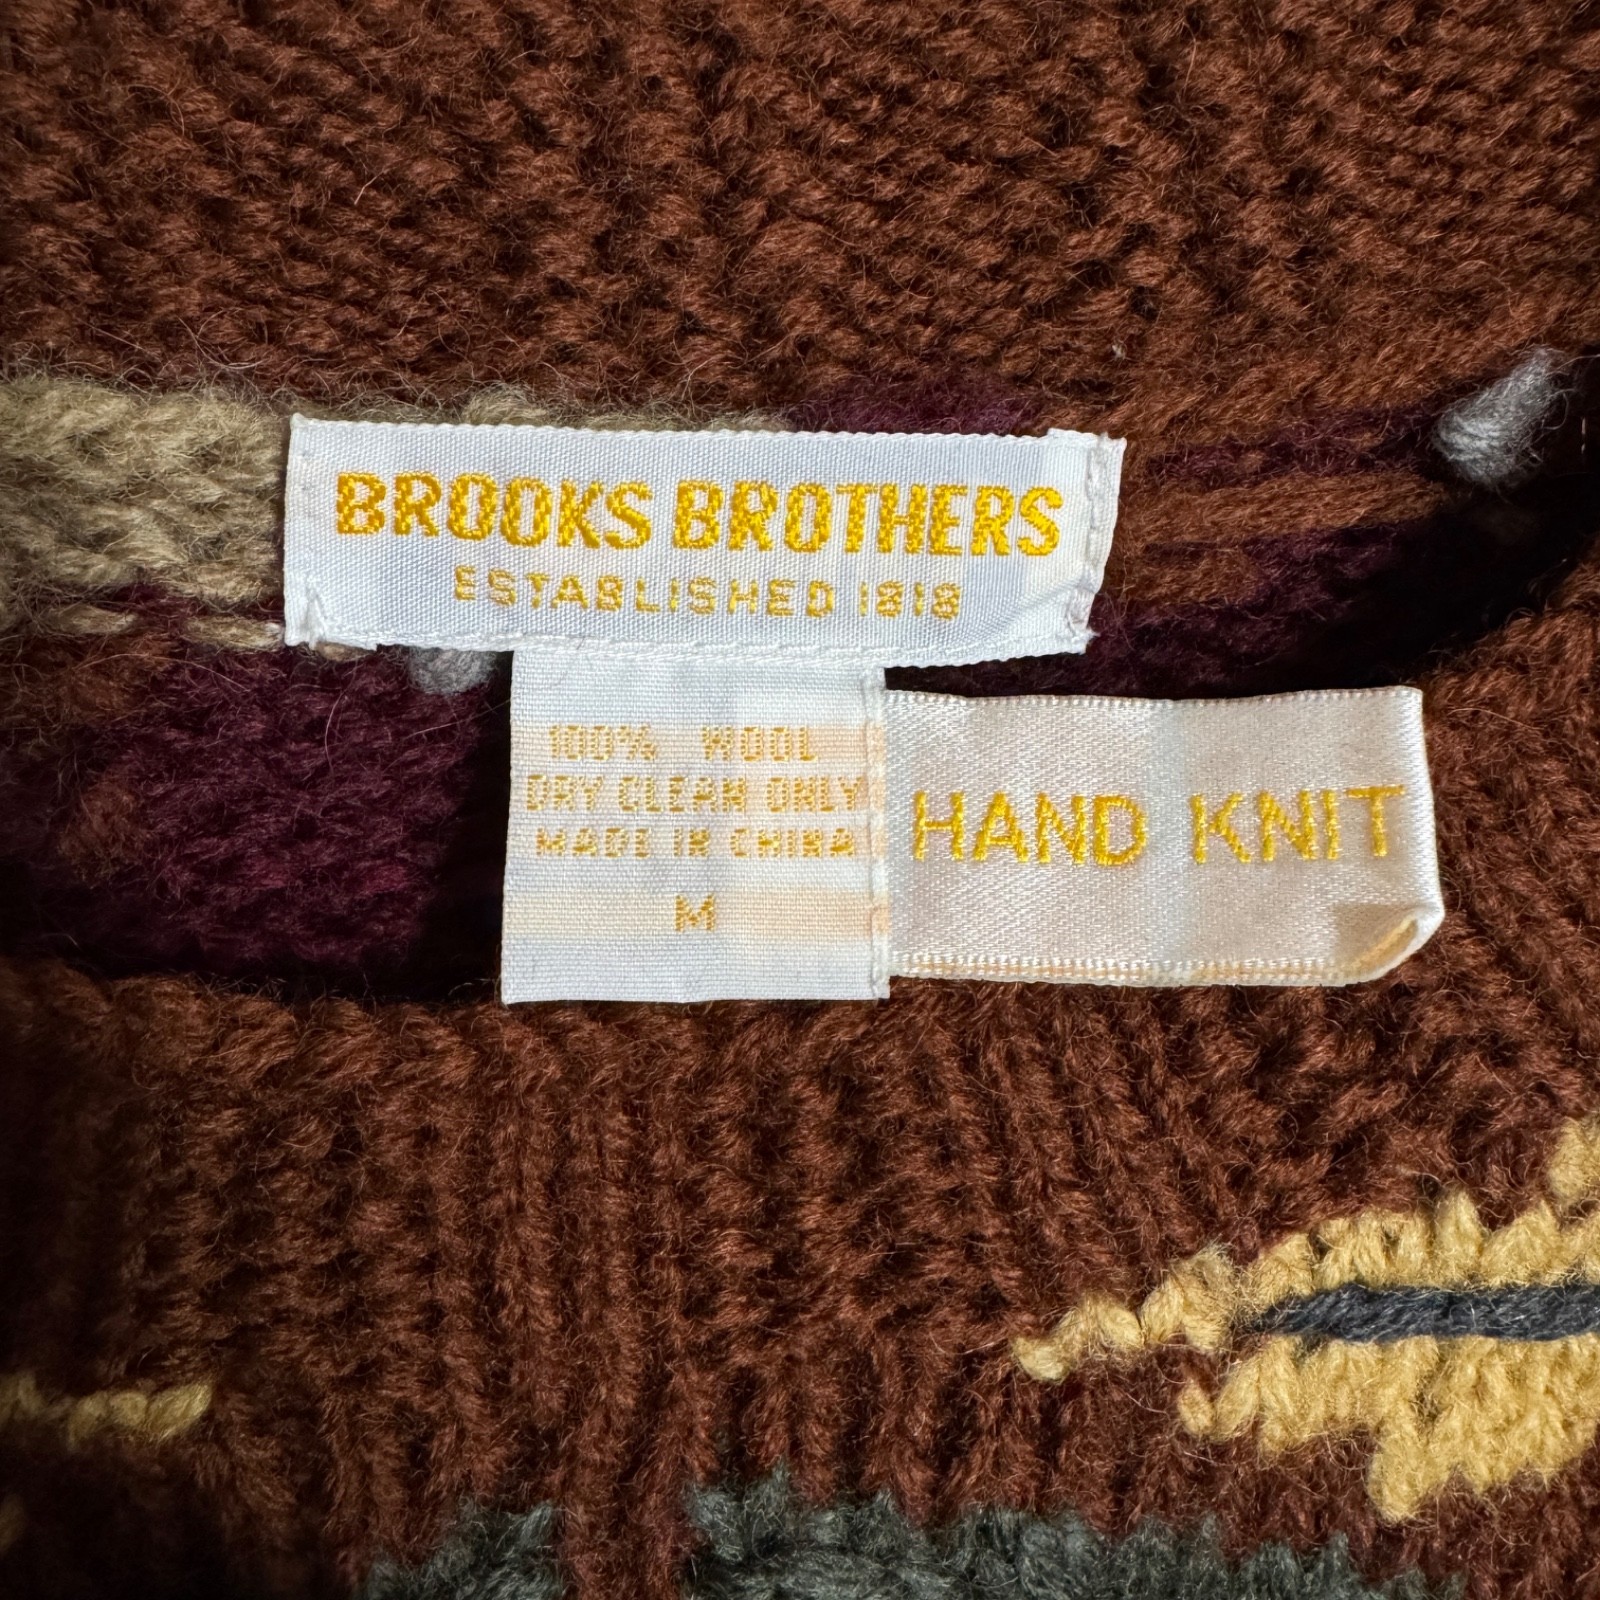 BROOKS BROTHERS
ESTABLISHED 1818
100% WOOL
DRY CLEAN ONLY
MADE IN CHINA
M
HAND KNIT